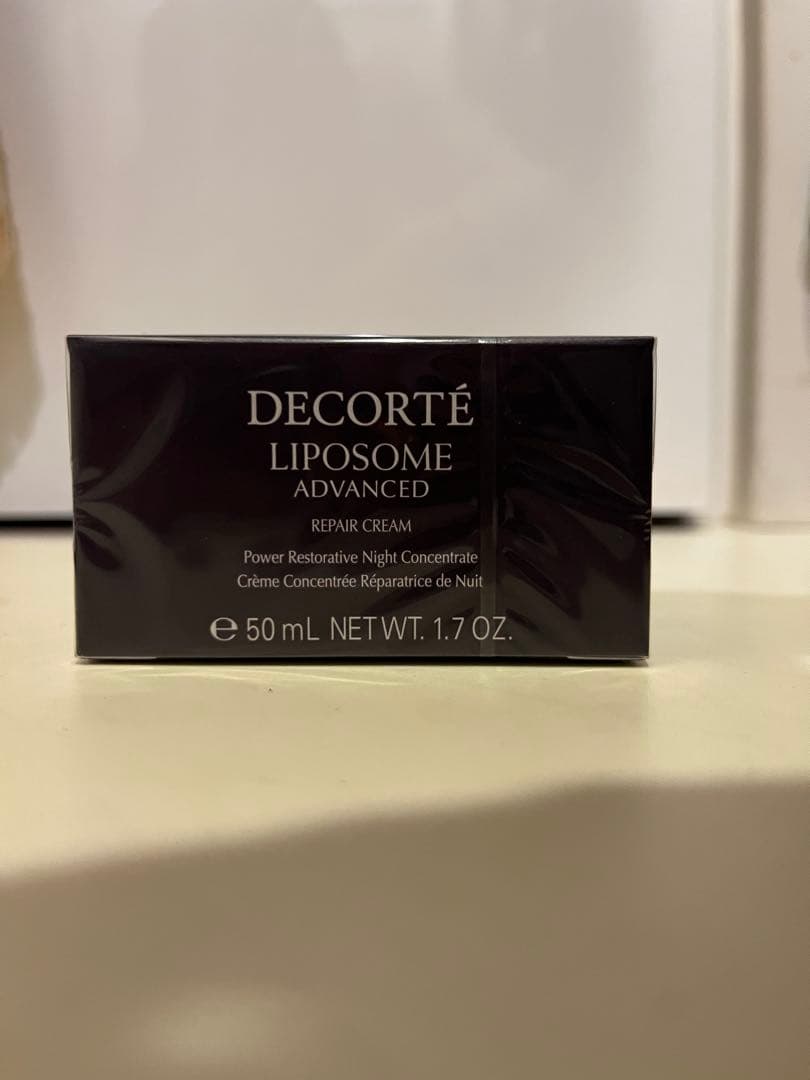 DECORTÉ
LIPOSOME
ADVANCED
REPAIR CREAM
Power Restorative Night Concentrate
Crème Concentrée Réparatrice de Nuit
℮ 50 mL NET WT. 1.7 OZ.